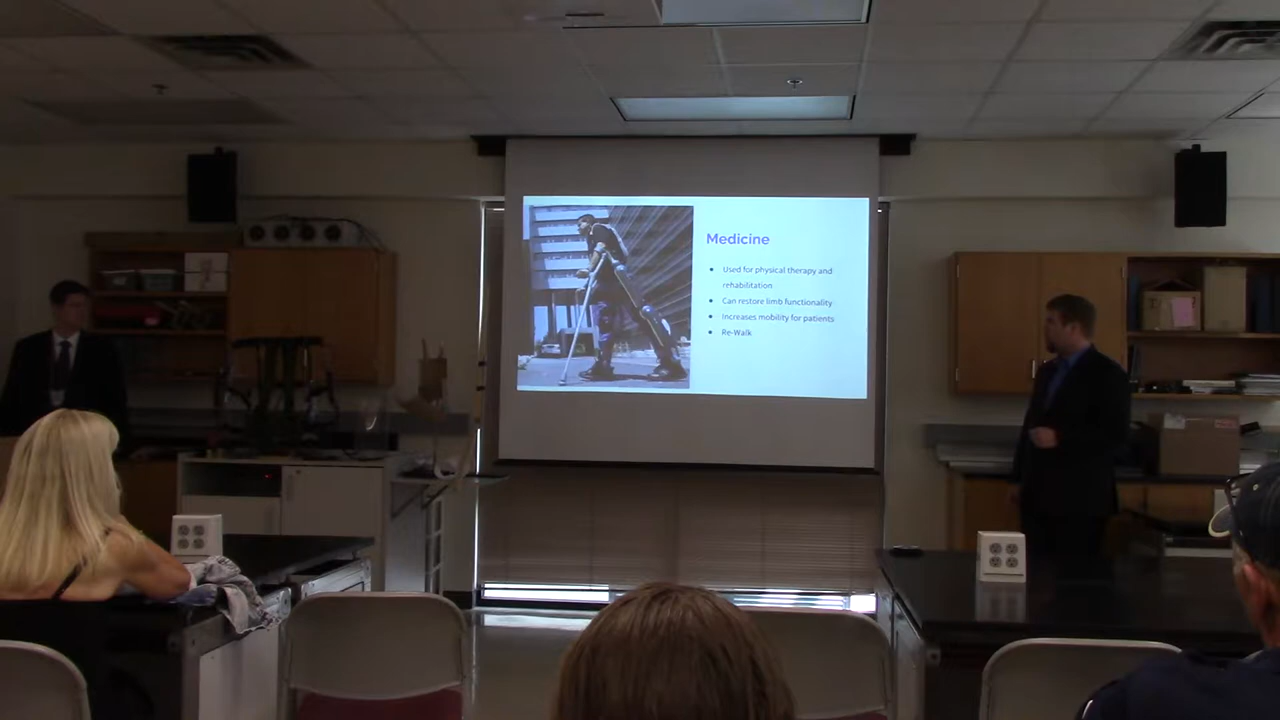 Medicine
• Used for physical therapy and
rehabilitation
• Can restore limb functionality
• Increases mobility for patients
• Re-Walk